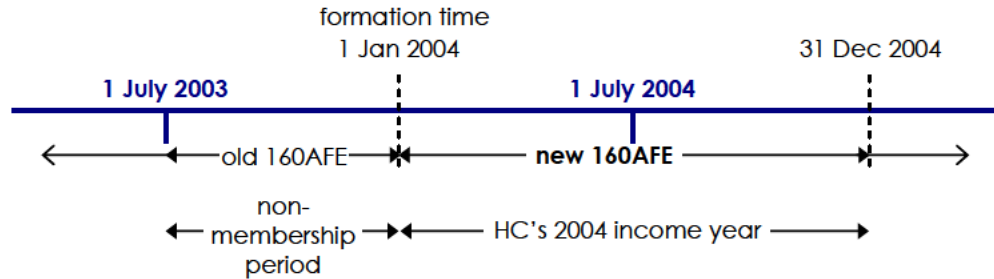 formation time
1 Jan 2004
31 Dec 2004
1 July 2003
1 July 2004
old 160AFE
new 160AFE
non-
membership
period
HC's 2004 income year